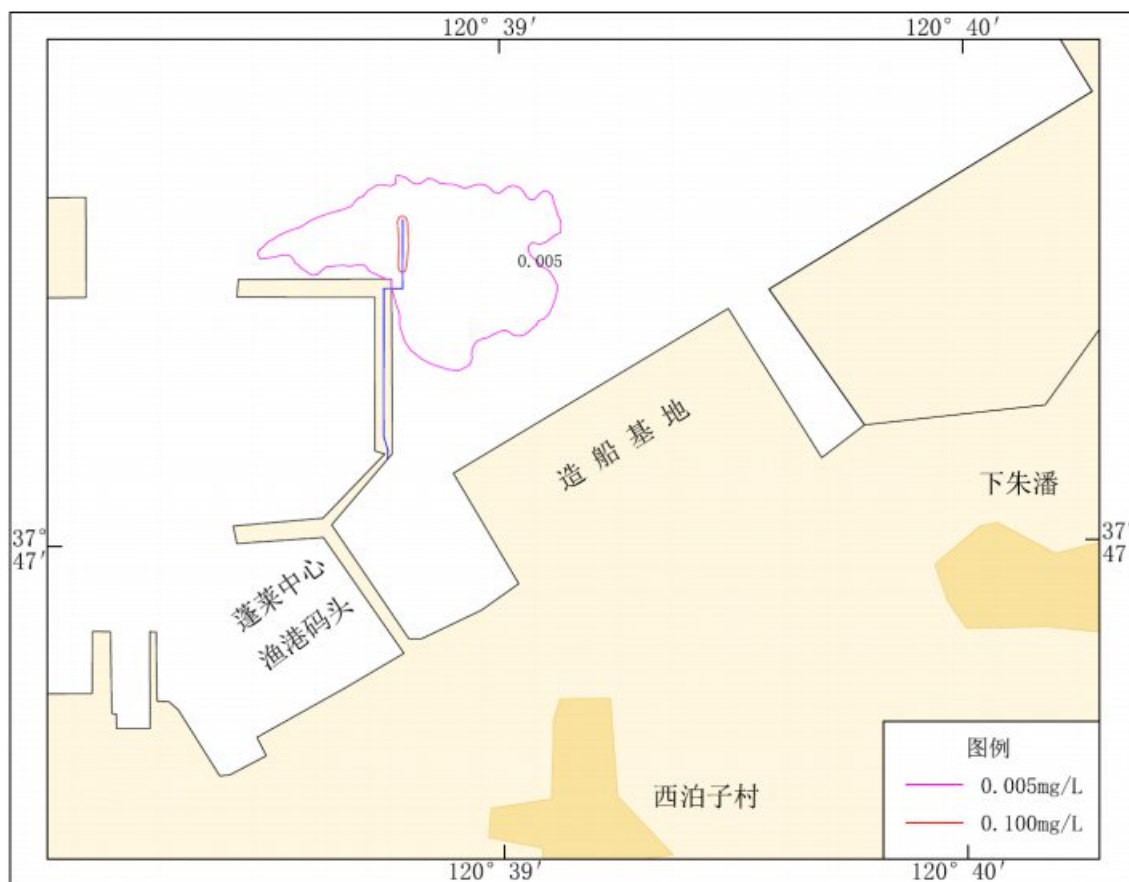 120° 39′
120° 40′
0.005
造船基地
下朱潘
37°
47′
37°
47′
蓬莱中心
渔港码头
西泊子村
图例
0.005mg/L
0.100mg/L
120° 39′
120° 40′